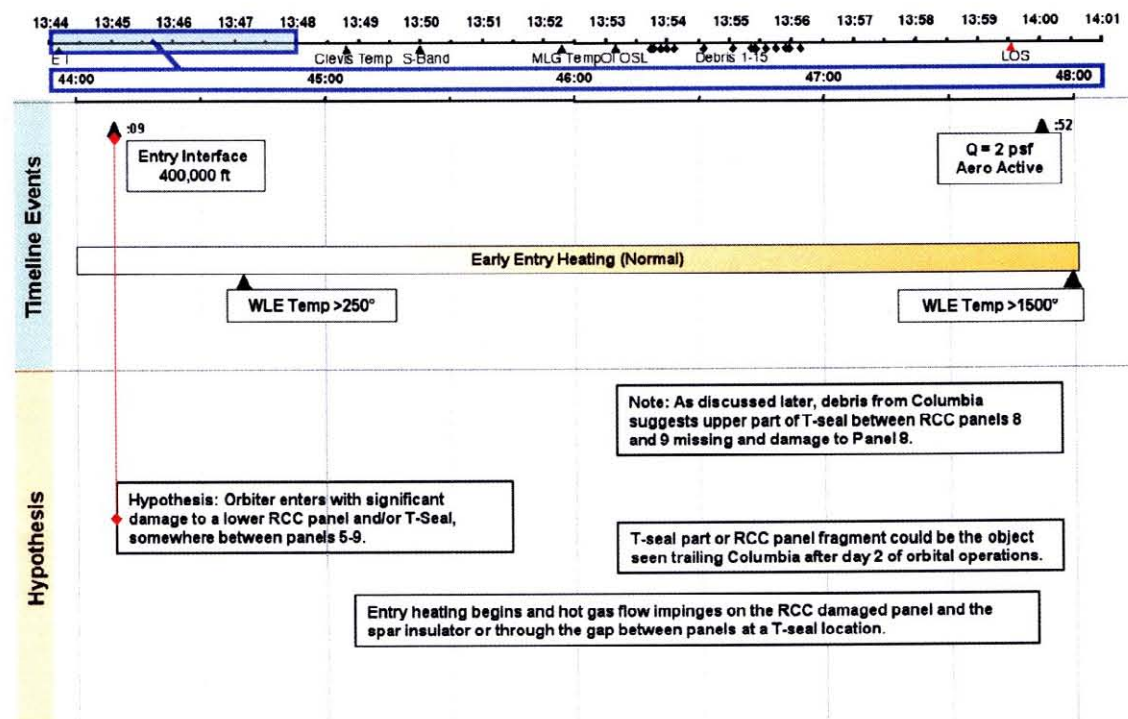 13:44 13:45 13:46 13:47 13:48 13:49 13:50 13:51 13:52 13:53 13:54 13:55 13:56 13:57 13:58 13:59 14:00 14:01
EI Clevis Temp S-Band MLG Temp OI OSL Debris 1-15 LOS
44:00 45:00 46:00 47:00 48:00
Timeline Events
:09
Entry Interface
400,000 ft
:52
Q = 2 psf
Aero Active
Early Entry Heating (Normal)
WLE Temp >250°
WLE Temp >1500°
Hypothesis
Note: As discussed later, debris from Columbia
suggests upper part of T-seal between RCC panels 8
and 9 missing and damage to Panel 8.
Hypothesis: Orbiter enters with significant
damage to a lower RCC panel and/or T-Seal,
somewhere between panels 5-9.
T-seal part or RCC panel fragment could be the object
seen trailing Columbia after day 2 of orbital operations.
Entry heating begins and hot gas flow impinges on the RCC damaged panel and the
spar insulator or through the gap between panels at a T-seal location.